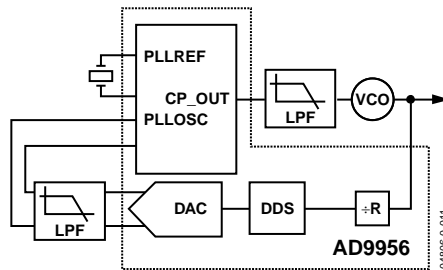 PLLREF
CP_OUT
PLLOSC
LPF
VCO
LPF
DAC
DDS
÷R
AD9956